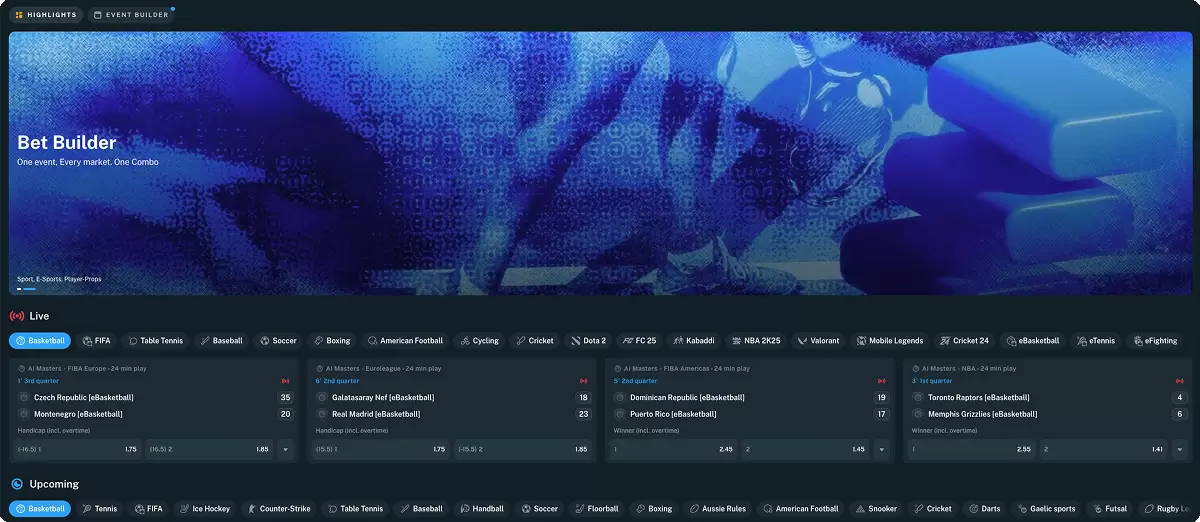 HIGHLIGHTS
EVENT BUILDER
Bet Builder
One event, Every market. One Combo
Sport, E-Sports, Player-Props
Live
Basketball FIFA Table Tennis Baseball Soccer Boxing American Football Cycling Cricket Dota 2 FC 25 Kabaddi NBA 2K25 Valorant Mobile Legends Cricket 24 eBasketball eTennis eFighting
AI Masters · FIBA Europe · 24 min play
1' 3rd quarter
Czech Republic [eBasketball] 35
Montenegro [eBasketball] 20
Handicap (incl. overtime)
(-16.5) 1 1.75 (16.5) 2 1.85
AI Masters · Euroleague · 24 min play
6' 2nd quarter
Galatasaray Nef [eBasketball] 18
Real Madrid [eBasketball] 23
Handicap (incl. overtime)
(15.5) 1 1.75 (-15.5) 2 1.85
AI Masters · FIBA Americas · 24 min play
5' 2nd quarter
Dominican Republic [eBasketball] 19
Puerto Rico [eBasketball] 17
Winner (incl. overtime)
1 2.45 2 1.45
AI Masters · NBA · 24 min play
3' 1st quarter
Toronto Raptors [eBasketball] 4
Memphis Grizzlies [eBasketball] 6
Winner (incl. overtime)
1 2.55 2 1.41
Upcoming
Basketball Tennis FIFA Ice Hockey Counter-Strike Table Tennis Baseball Handball Soccer Floorball Boxing Aussie Rules American Football Snooker Cricket Darts Gaelic sports Futsal Rugby Le